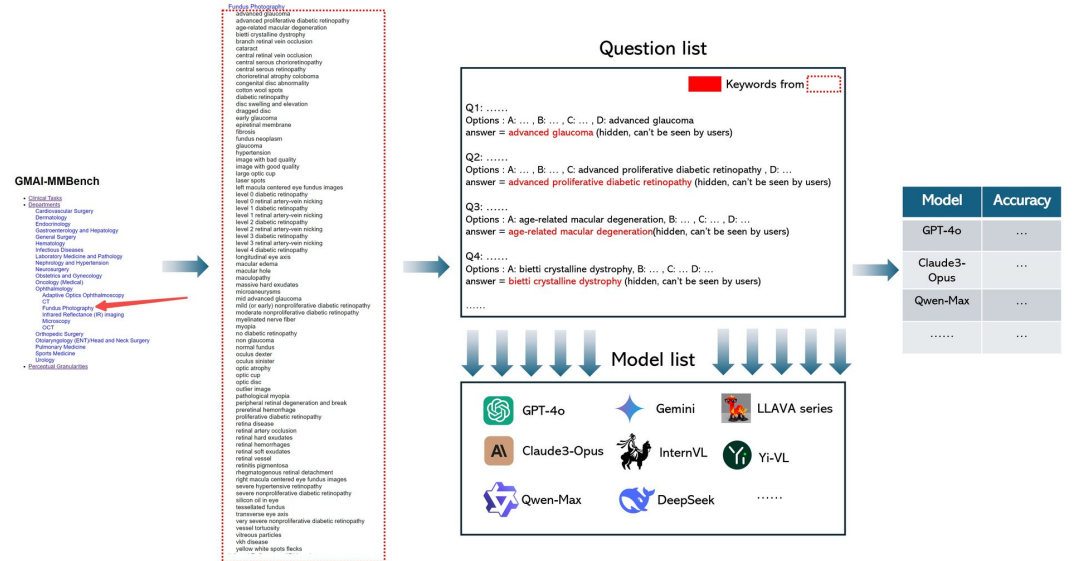 GMAI-MMBench
Clinical Tasks
Departments
Cardiovascular Surgery
Dermatology
Endocrinology
Gastroenterology and Hepatology
General Surgery
Hematology
Infectious Diseases
Laboratory Medicine and Pathology
Nephrology and Hypertension
Neurosurgery
Obstetrics and Gynecology
Oncology (Medical)
Ophthalmology
Adaptive Optics Ophthalmoscopy
CT
Fundus Photography
Infrared Reflectance (IR) imaging
Microscopy
OCT
Orthopedic Surgery
Otolaryngology (ENT)/Head and Neck Surgery
Pulmonary Medicine
Sports Medicine
Urology
Perceptual Granularities
Fundus Photography
advanced glaucoma
advanced proliferative diabetic retinopathy
age-related macular degeneration
bietti crystalline dystrophy
branch retinal vein occlusion
cataract
central retinal vein occlusion
central serous chorioretinopathy
central serous retinopathy
chorioretinal atrophy coloboma
congenital disc abnormality
cotton wool spots
diabetic retinopathy
disc swelling and elevation
dragged disc
early glaucoma
epiretinal membrane
fibrosis
fundus neoplasm
glaucoma
hypertension
image with bad quality
image with good quality
large optic cup
laser spots
left macula centered eye fundus images
level 0 diabetic retinopathy
level 0 retinal artery-vein nicking
level 1 diabetic retinopathy
level 1 retinal artery-vein nicking
level 2 diabetic retinopathy
level 2 retinal artery-vein nicking
level 3 diabetic retinopathy
level 3 retinal artery-vein nicking
level 4 diabetic retinopathy
longitudinal eye axis
macular edema
macular hole
maculopathy
massive hard exudates
microaneurysms
mid advanced glaucoma
mild (or early) nonproliferative diabetic retinopathy
moderate nonproliferative diabetic retinopathy
myelinated nerve fiber
myopia
no diabetic retinopathy
non glaucoma
normal fundus
oculus dexter
oculus sinister
optic atrophy
optic cup
optic disc
outlier image
pathological myopia
peripheral retinal degeneration and break
preretinal hemorrhage
proliferative diabetic retinopathy
retina disease
retinal artery occlusion
retinal hard exudates
retinal hemorrhages
retinal soft exudates
retinal vessel
retinitis pigmentosa
rhegmatogenous retinal detachment
right macula centered eye fundus images
severe hypertensive retinopathy
severe nonproliferative diabetic retinopathy
silicon oil in eye
tessellated fundus
transverse eye axis
very severe nonproliferative diabetic retinopathy
vessel tortuosity
vitreous particles
vkh disease
yellow white spots flecks
Question list
Keywords from
Q1: ……
Options : A: … , B: … , C: … , D: advanced glaucoma
answer = advanced glaucoma (hidden, can't be seen by users)
Q2: ……
Options : A: … , B: … , C: advanced proliferative diabetic retinopathy , D: …
answer = advanced proliferative diabetic retinopathy (hidden, can't be seen by users)
Q3: ……
Options : A: age-related macular degeneration, B: … , C: … , D: …
answer = age-related macular degeneration(hidden, can't be seen by users)
Q4: ……
Options : A: bietti crystalline dystrophy, B: … , C: … D: …
answer = bietti crystalline dystrophy (hidden, can't be seen by users)
……
Model list
GPT-4o Gemini LLAVA series
Claude3-Opus InternVL Yi-VL
Qwen-Max DeepSeek ……
Model Accuracy
GPT-4o …
Claude3-Opus …
Qwen-Max …
…… …